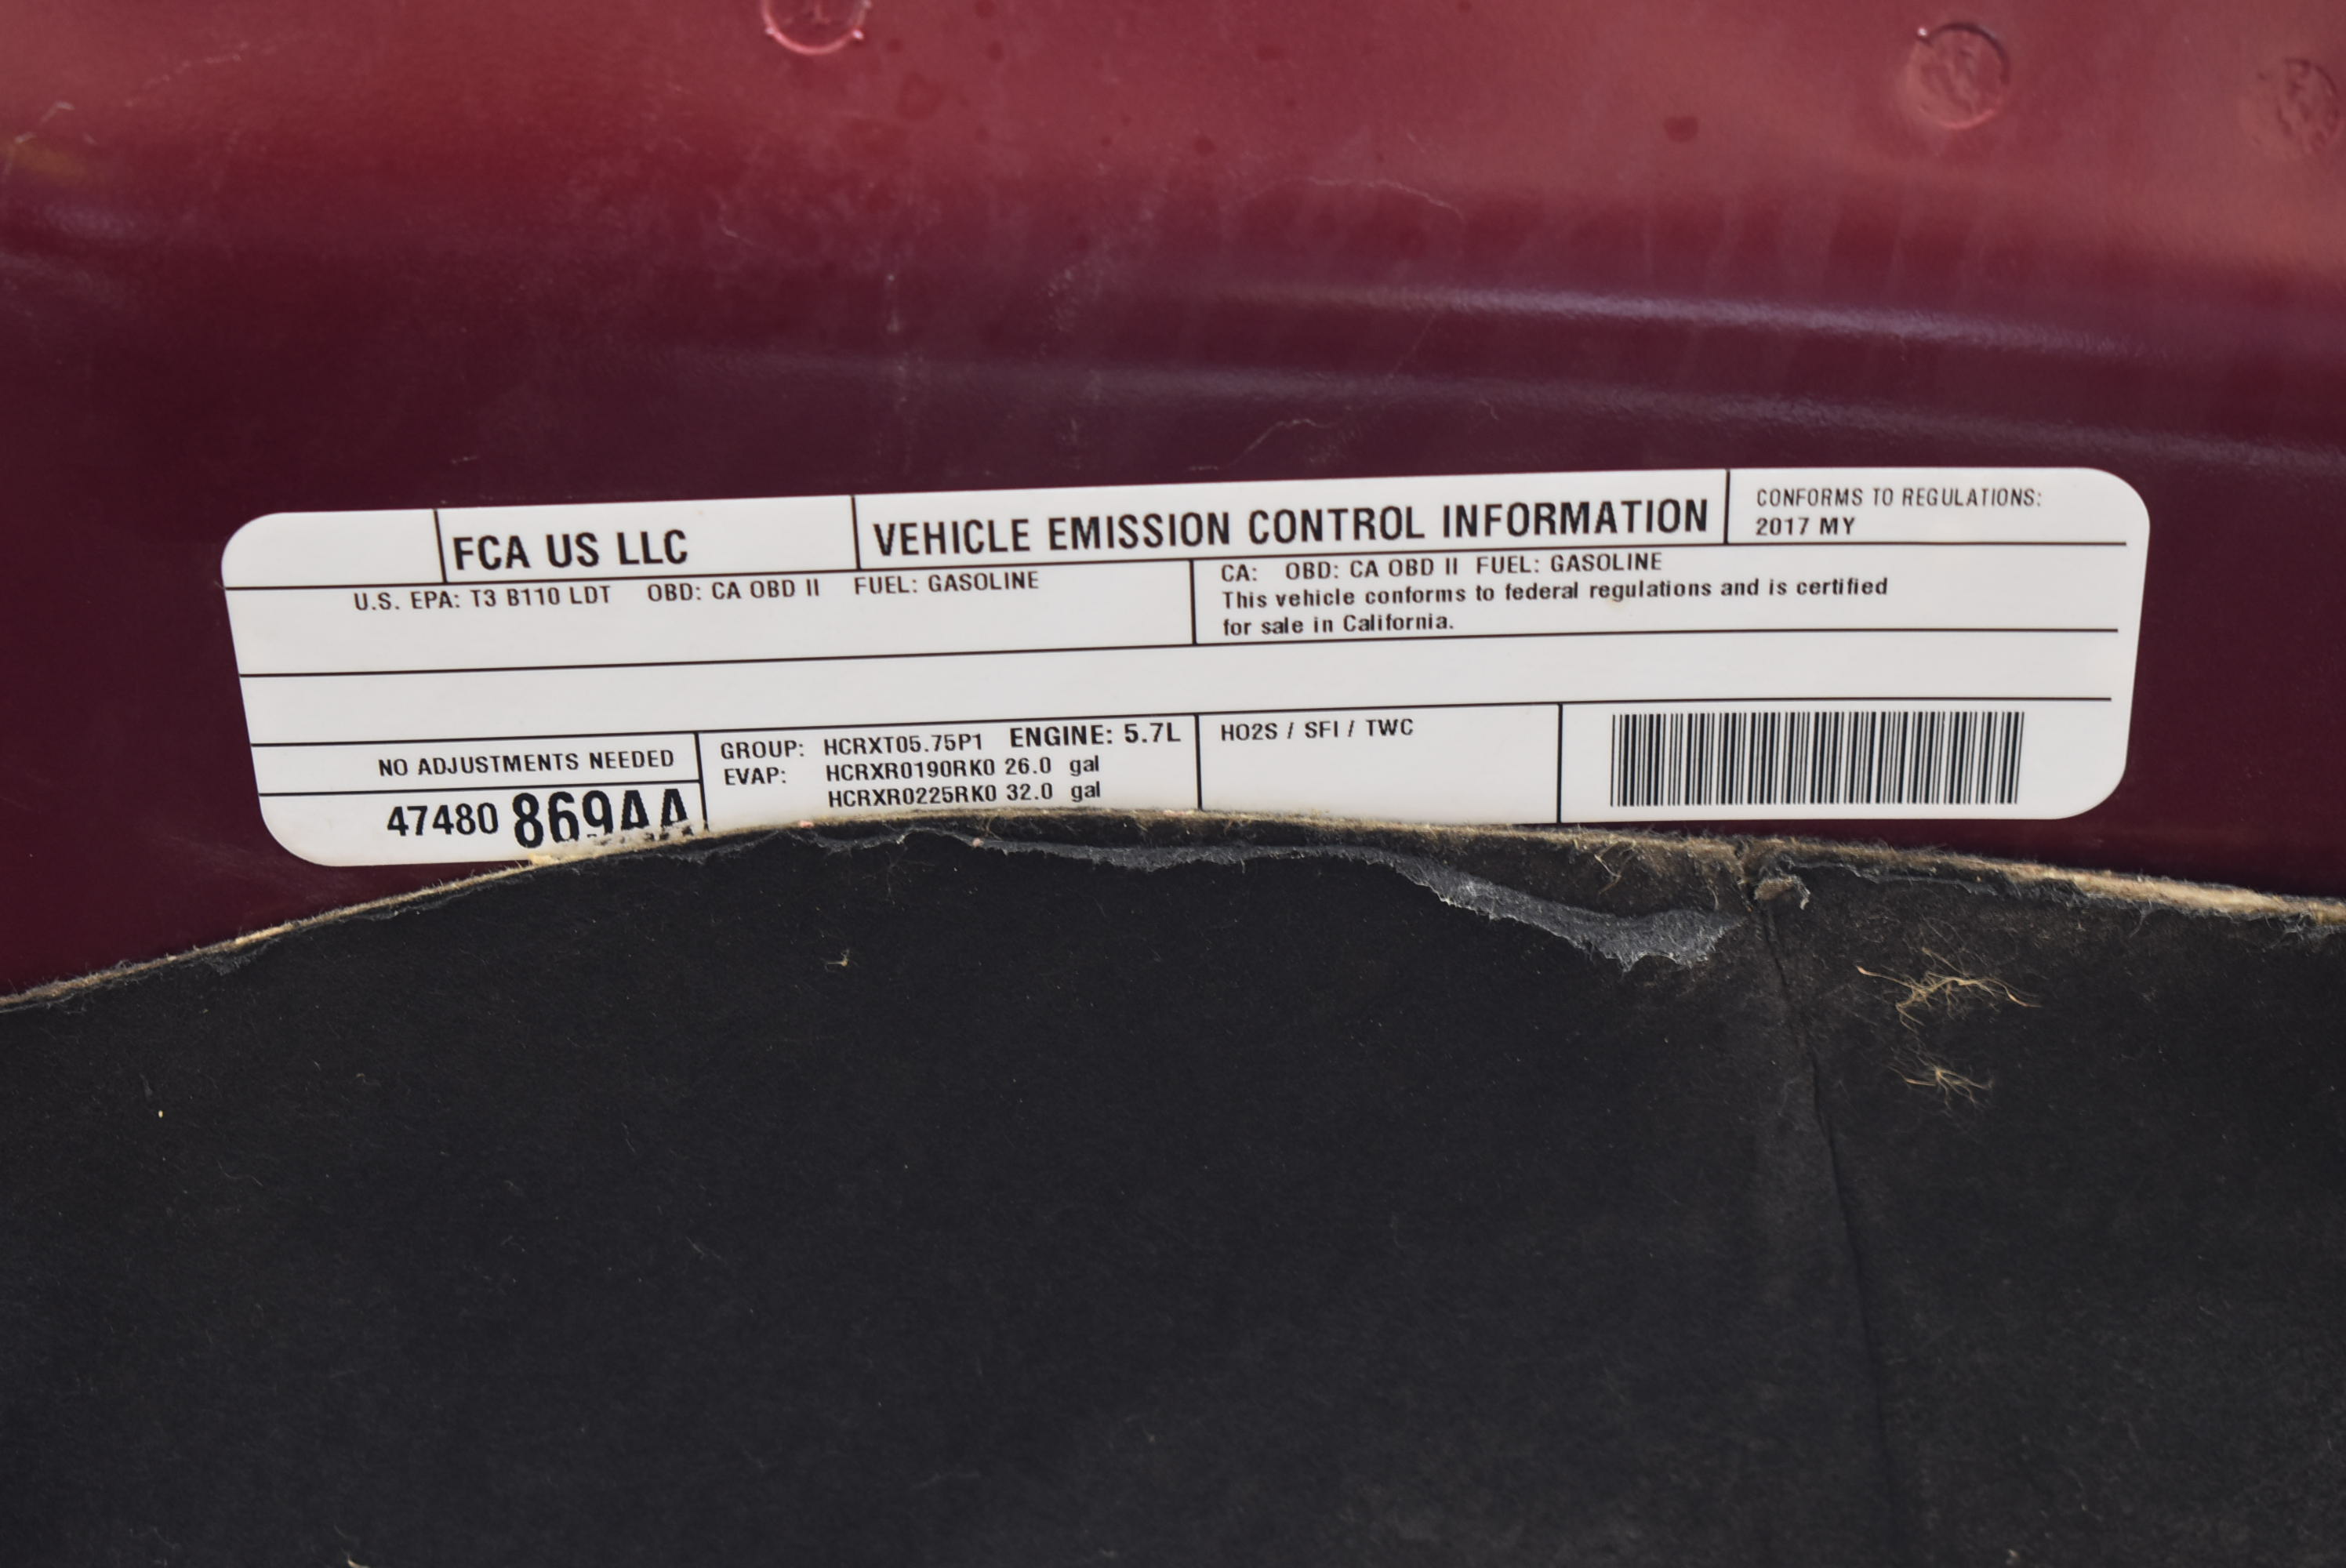 FCA US LLC
VEHICLE EMISSION CONTROL INFORMATION
CONFORMS TO REGULATIONS:
2017 MY
U.S. EPA: T3 B110 LDT OBD: CA OBD II FUEL: GASOLINE
CA: OBD: CA OBD II FUEL: GASOLINE
This vehicle conforms to federal regulations and is certified
for sale in California.
NO ADJUSTMENTS NEEDED
47480 869AA
GROUP: HCRXT05.75P1 ENGINE: 5.7L
EVAP: HCRXR0190RK0 26.0 gal
HCRXR0225RK0 32.0 gal
HO2S / SFI / TWC